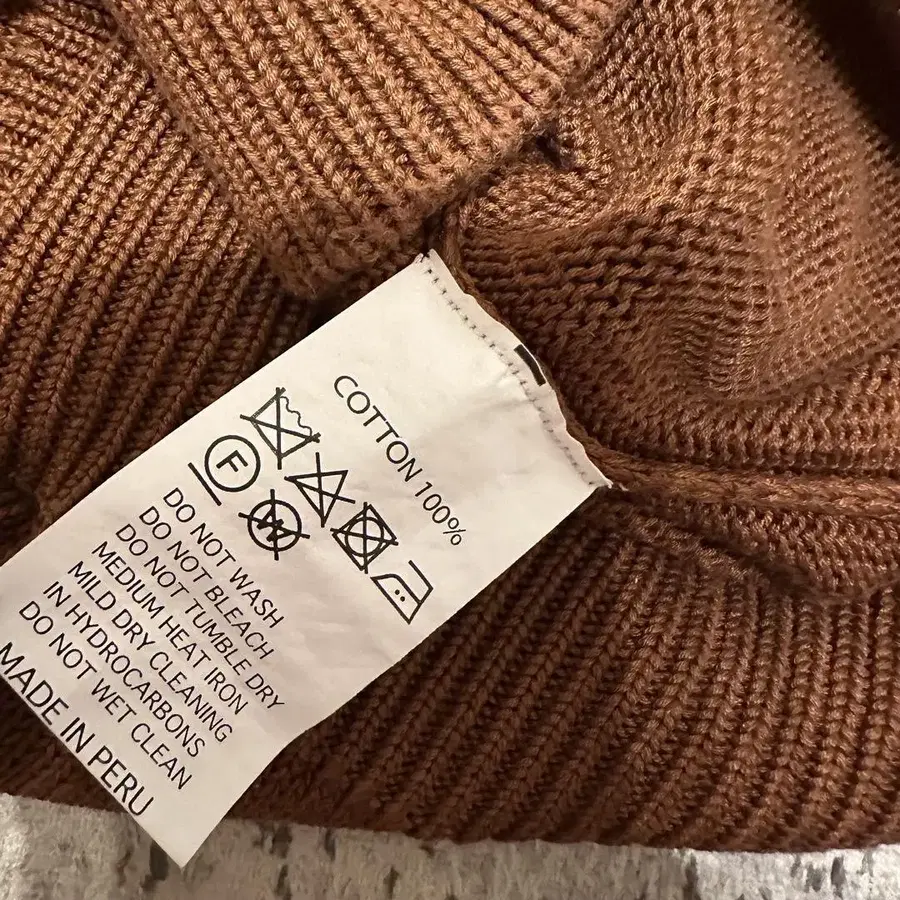 COTTON 100%
F
W
DO NOT WASH
DO NOT BLEACH
DO NOT TUMBLE DRY
MEDIUM HEAT IRON
MILD DRY CLEANING
IN HYDROCARBONS
DO NOT WET CLEAN
MADE IN PERU